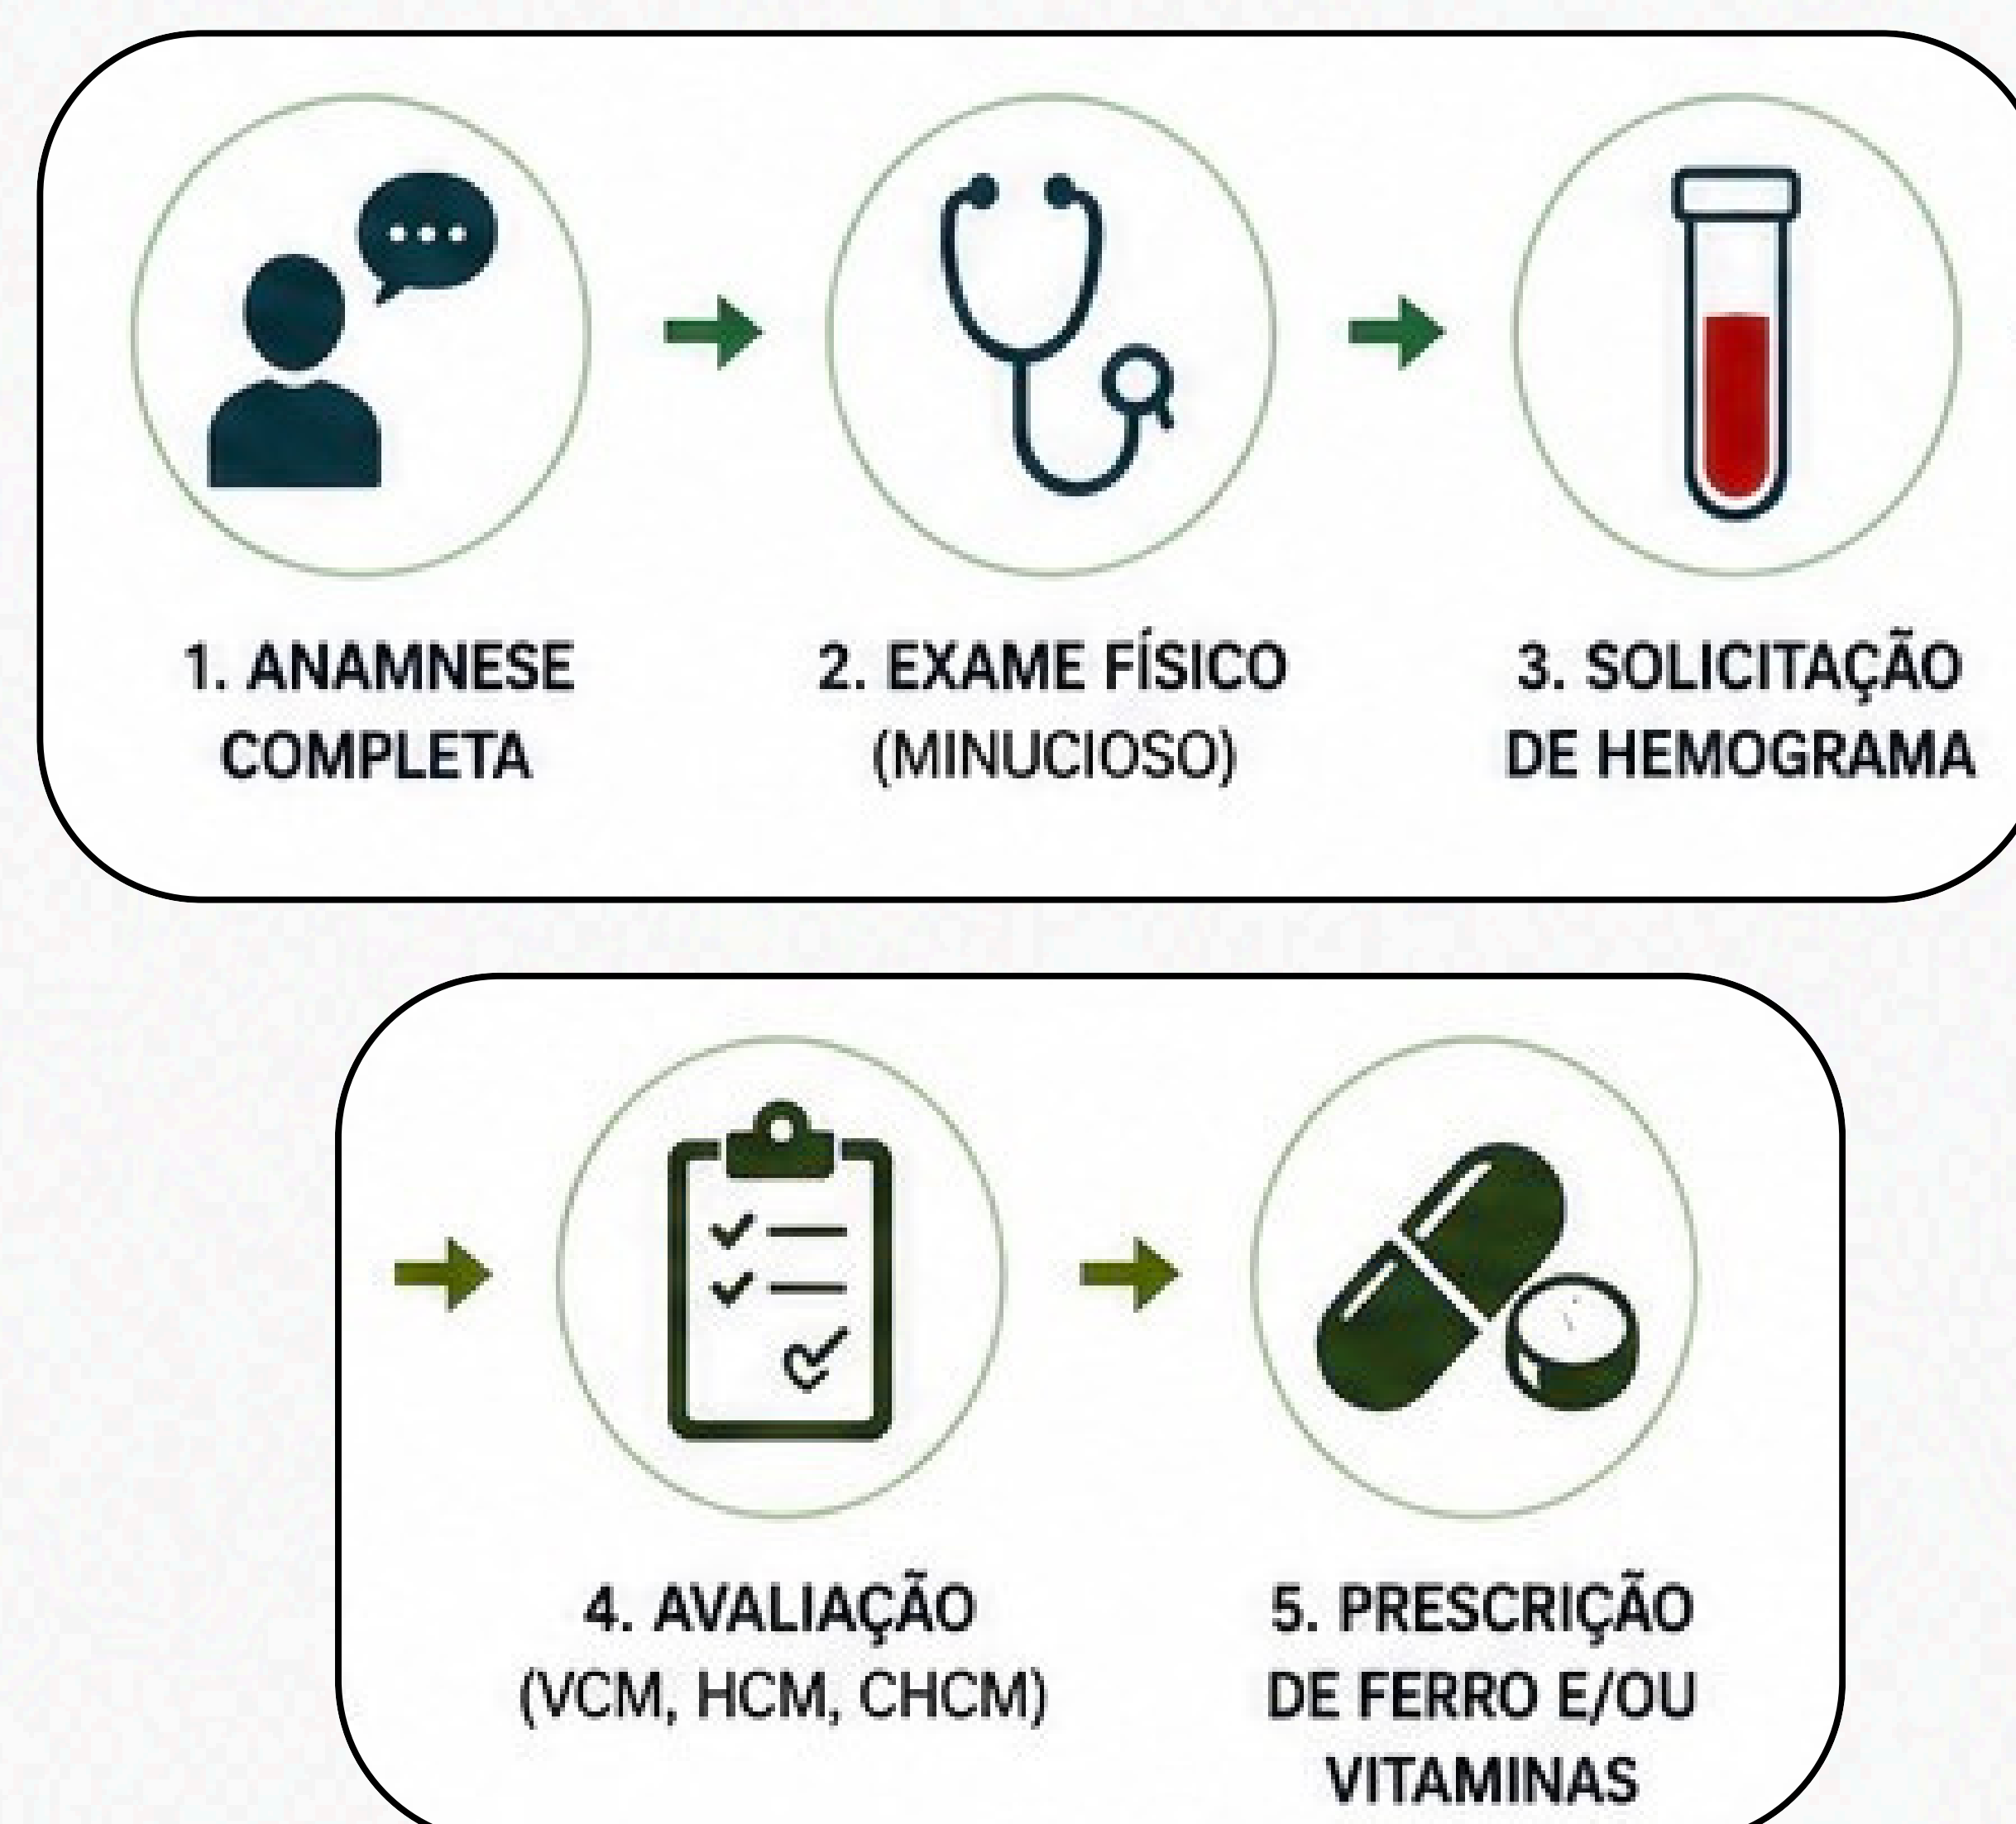 1. ANAMNESE
COMPLETA
2. EXAME FÍSICO
(MINUCIOSO)
3. SOLICITAÇÃO
DE HEMOGRAMA
4. AVALIAÇÃO
(VCM, HCM, CHCM)
5. PRESCRIÇÃO
DE FERRO E/OU
VITAMINAS